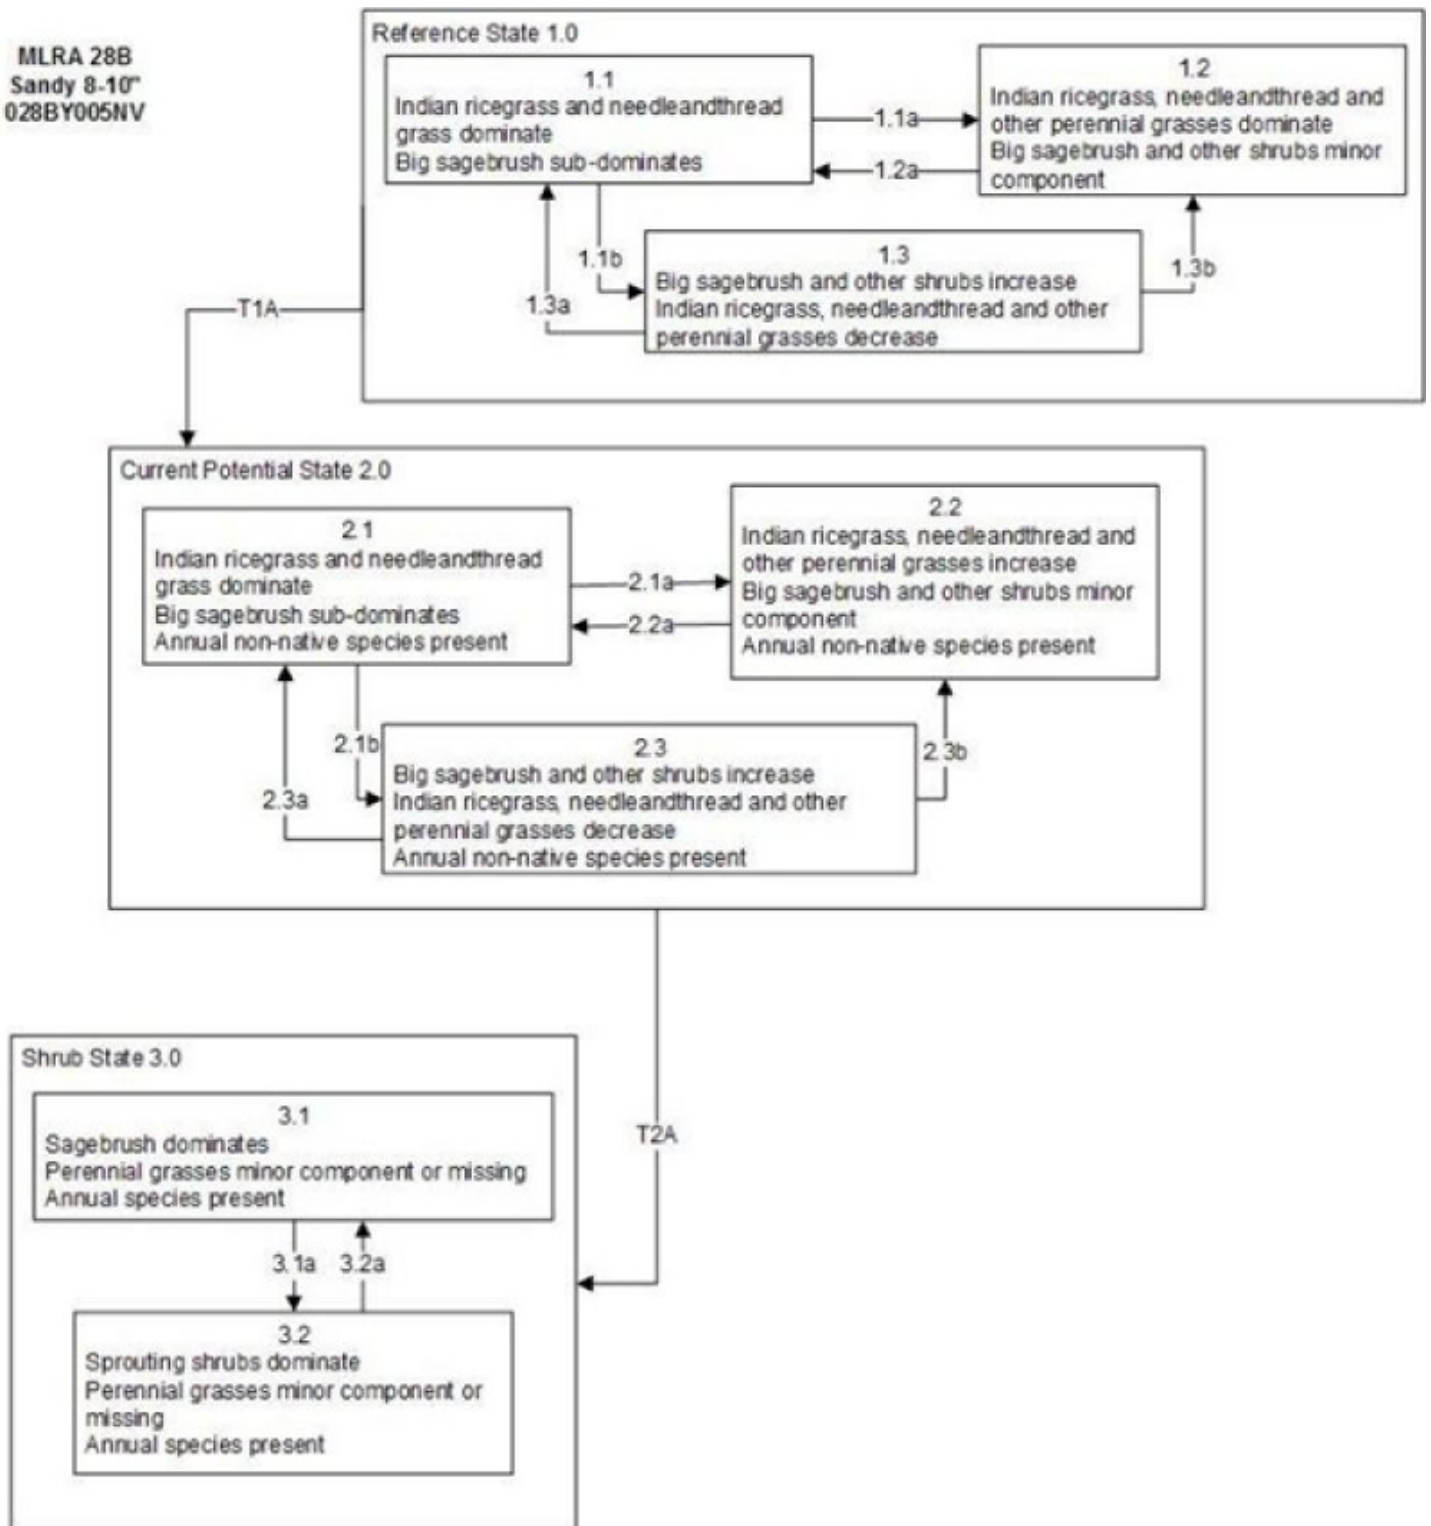 MLRA 28B
Sandy 8-10"
028BY005NV
Reference State 1.0
1.1
Indian ricegrass and needleandthread
grass dominate
Big sagebrush sub-dominates
1.1a
1.2a
1.2
Indian ricegrass, needleandthread and
other perennial grasses dominate
Big sagebrush and other shrubs minor
component
1.1b
1.3a
1.3
Big sagebrush and other shrubs increase
Indian ricegrass, needleandthread and other
perennial grasses decrease
1.3b
T1A
Current Potential State 2.0
2.1
Indian ricegrass and needleandthread
grass dominate
Big sagebrush sub-dominates
Annual non-native species present
2.1a
2.2a
2.2
Indian ricegrass, needleandthread and
other perennial grasses increase
Big sagebrush and other shrubs minor
component
Annual non-native species present
2.1b
2.3a
2.3
Big sagebrush and other shrubs increase
Indian ricegrass, needleandthread and other
perennial grasses decrease
Annual non-native species present
2.3b
T2A
Shrub State 3.0
3.1
Sagebrush dominates
Perennial grasses minor component or missing
Annual species present
3.1a
3.2a
3.2
Sprouting shrubs dominate
Perennial grasses minor component or
missing
Annual species present